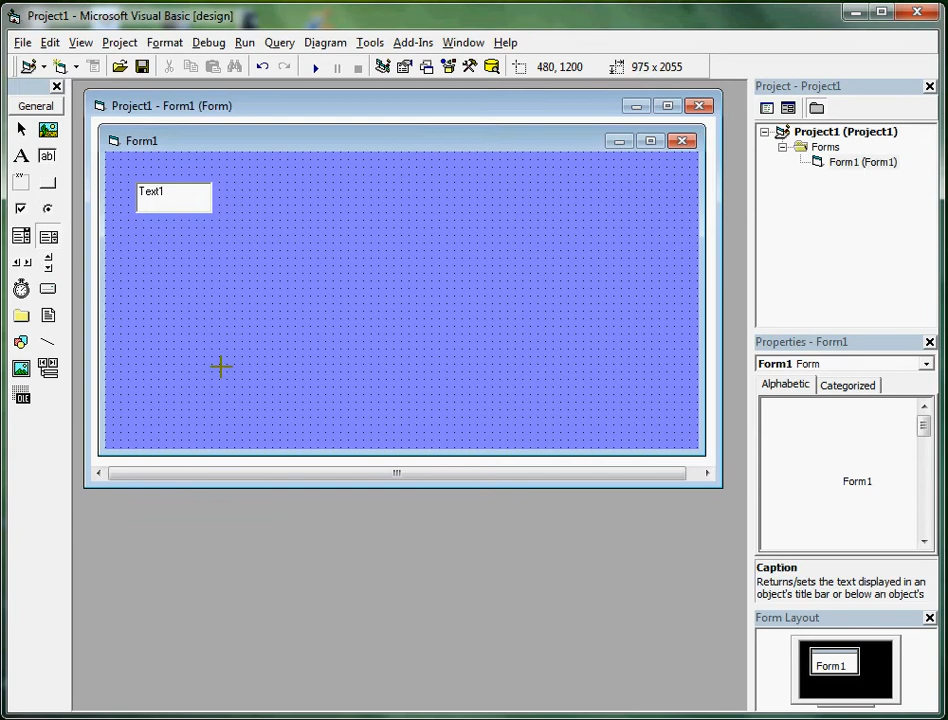 Project1 - Microsoft Visual Basic [design]
File Edit View Project Format Debug Run Query Diagram Tools Add-Ins Window Help
480, 1200 975 x 2055
General
Project1 - Form1 (Form)
Form1
Text1
A ab|
OLE
Project - Project1
Project1 (Project1)
Forms
Form1 (Form1)
Properties - Form1
Form1 Form
Alphabetic Categorized
Form1
Caption
Returns/sets the text displayed in an
object's title bar or below an object's
Form Layout
Form1